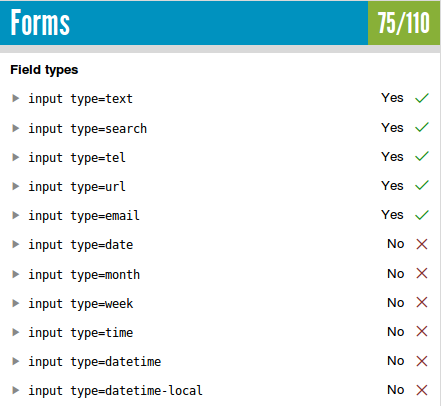 Forms 75/110
Field types
input type=text Yes
input type=search Yes
input type=tel Yes
input type=url Yes
input type=email Yes
input type=date No
input type=month No
input type=week No
input type=time No
input type=datetime No
input type=datetime-local No